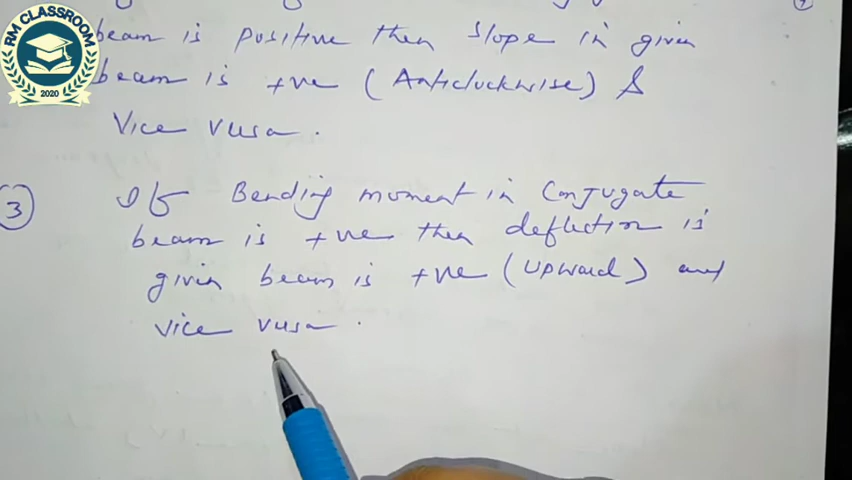 RM CLASSROOM
2020
beam is positive then slope in given
beam is +ve (Anticlockwise) &
Vice versa.
3 If Bending moment in Conjugate
beam is +ve then deflection is
given beam is +ve (upward) and
vice versa.